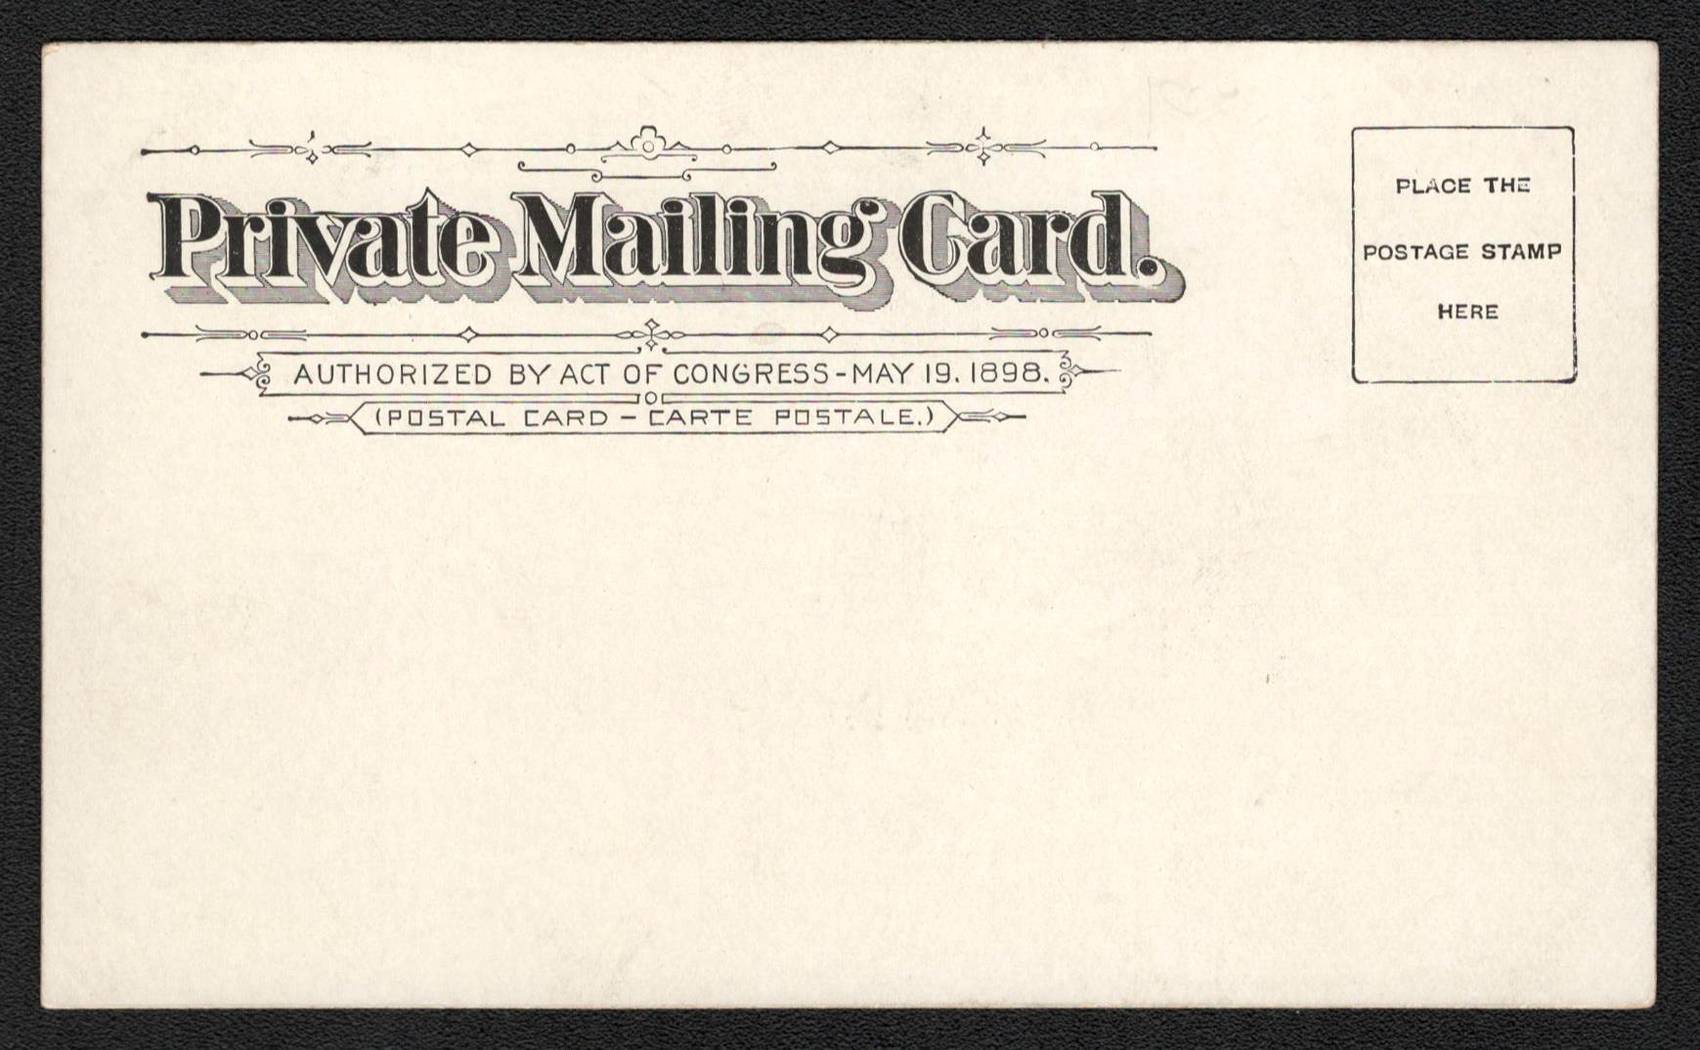 Private Mailing Card.
AUTHORIZED BY ACT OF CONGRESS-MAY 19. 1898.
(POSTAL CARD - CARTE POSTALE.)
PLACE THE
POSTAGE STAMP
HERE